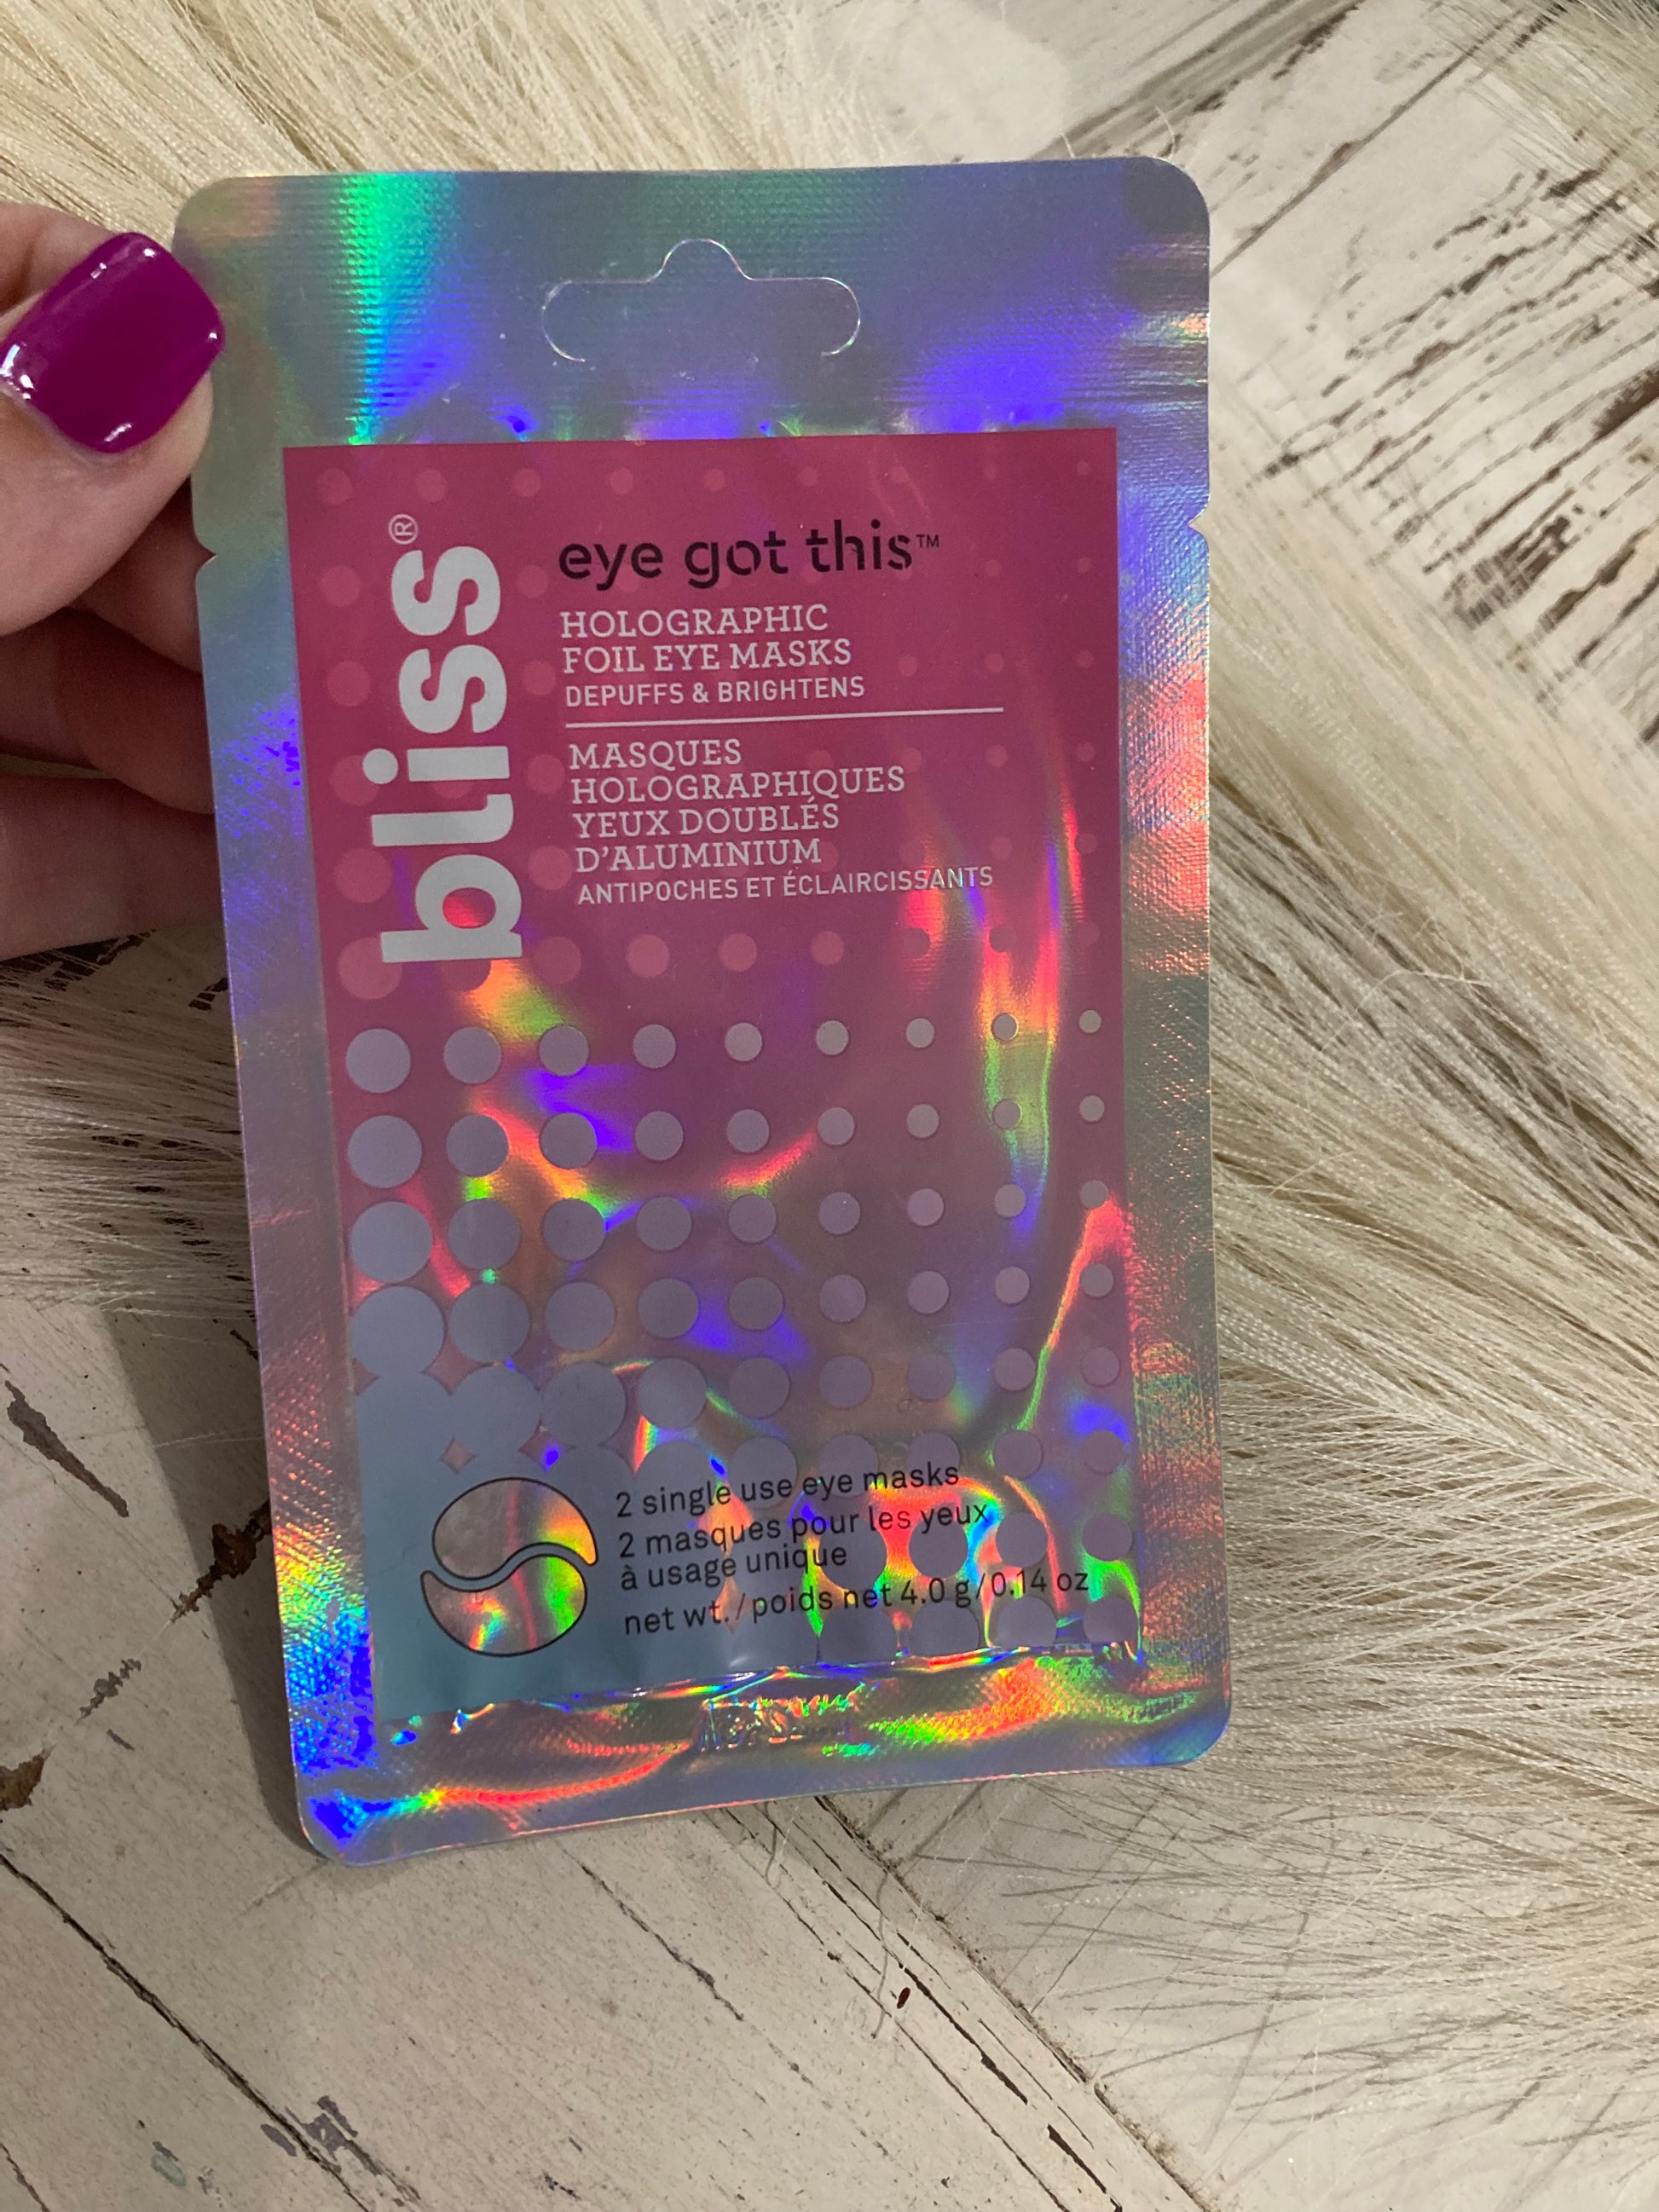 bliss®
eye got this™
HOLOGRAPHIC
FOIL EYE MASKS
DEPUFFS & BRIGHTENS
MASQUES
HOLOGRAPHIQUES
YEUX DOUBLÉS
D'ALUMINIUM
ANTIPOCHES ET ÉCLAIRCISSANTS
2 single use eye masks
2 masques pour les yeux
à usage unique
net wt./poids net 4.0 g/0.14 oz